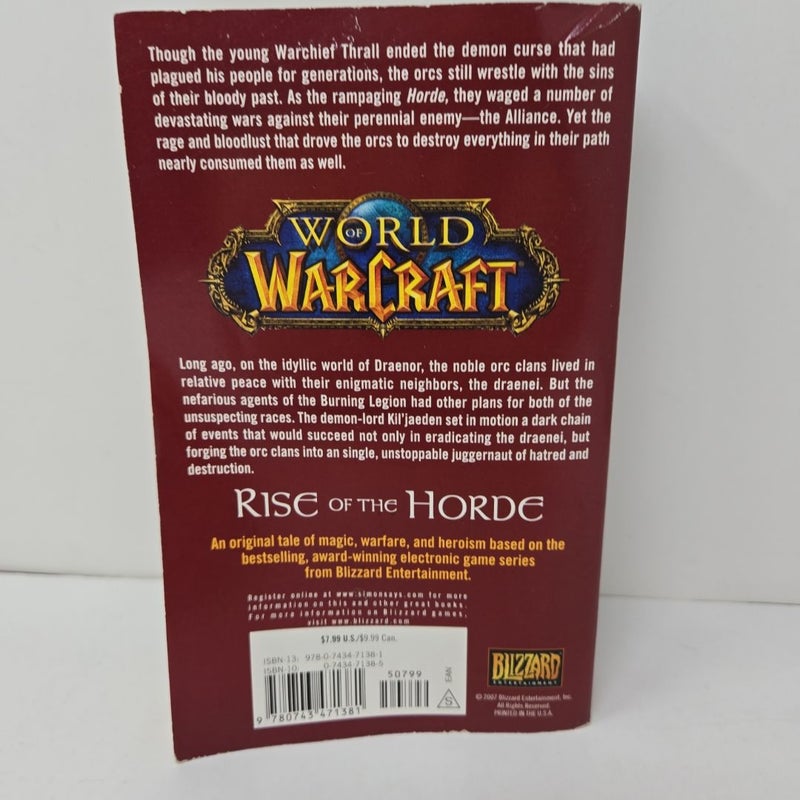 Though the young Warchief Thrall ended the demon curse that had
plagued his people for generations, the orcs still wrestle with the sins
of their bloody past. As the rampaging Horde, they waged a number of
devastating wars against their perennial enemy—the Alliance. Yet the
rage and bloodlust that drove the orcs to destroy everything in their path
nearly consumed them as well.
WORLD OF
WARCRAFT
Long ago, on the idyllic world of Draenor, the noble orc clans lived in
relative peace with their enigmatic neighbors, the draenei. But the
nefarious agents of the Burning Legion had other plans for both of the
unsuspecting races. The demon-lord Kil'jaeden set in motion a dark chain
of events that would succeed not only in eradicating the draenei, but
forging the orc clans into an single, unstoppable juggernaut of hatred and
destruction.
RISE OF THE HORDE
An original tale of magic, warfare, and heroism based on the
bestselling, award-winning electronic game series
from Blizzard Entertainment.
Register online at www.simonsays.com for more
information on this and other great books.
For more information on Blizzard games,
visit www.blizzard.com
$7.99 U.S./$9.99 Can.
ISBN-13: 978-0-7434-7138-1
ISBN-10: 0-7434-7138-5
50799
EAN
S
9 780743 471381
BLIZZARD
ENTERTAINMENT
© 2007 Blizzard Entertainment, Inc.
All Rights Reserved.
PRINTED IN THE U.S.A.